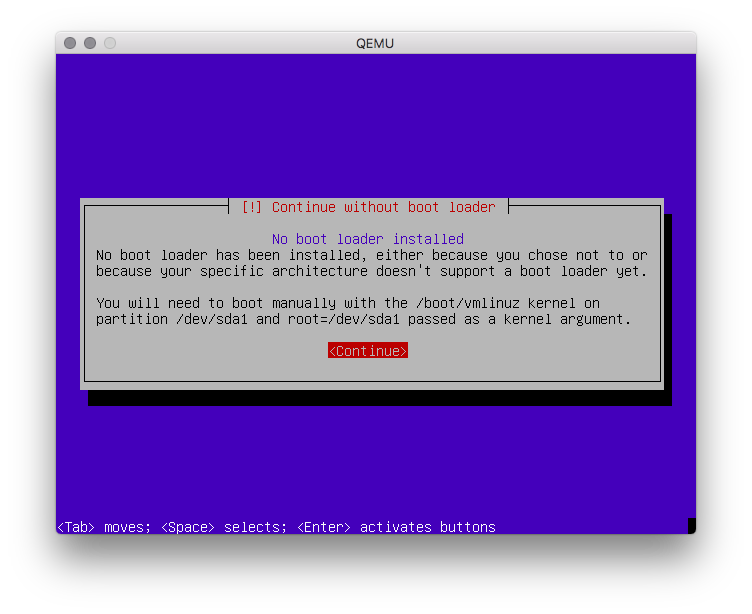 QEMU
[!] Continue without boot loader
No boot loader installed
No boot loader has been installed, either because you chose not to or
because your specific architecture doesn't support a boot loader yet.
You will need to boot manually with the /boot/vmlinuz kernel on
partition /dev/sda1 and root=/dev/sda1 passed as a kernel argument.
<Continue>
<Tab> moves; <Space> selects; <Enter> activates buttons